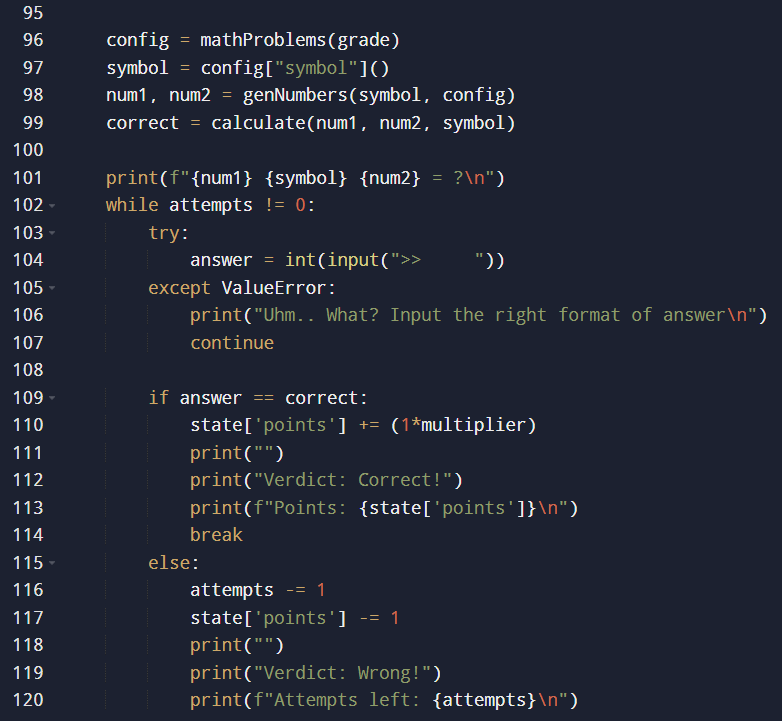 95
96 config = mathProblems(grade)
97 symbol = config["symbol"]()
98 num1, num2 = genNumbers(symbol, config)
99 correct = calculate(num1, num2, symbol)
100
101 print(f"{num1} {symbol} {num2} = ?\n")
102 while attempts != 0:
103 try:
104 answer = int(input(">>     "))
105 except ValueError:
106 print("Uhm.. What? Input the right format of answer\n")
107 continue
108
109 if answer == correct:
110 state['points'] += (1*multiplier)
111 print("")
112 print("Verdict: Correct!")
113 print(f"Points: {state['points']}\n")
114 break
115 else:
116 attempts -= 1
117 state['points'] -= 1
118 print("")
119 print("Verdict: Wrong!")
120 print(f"Attempts left: {attempts}\n")